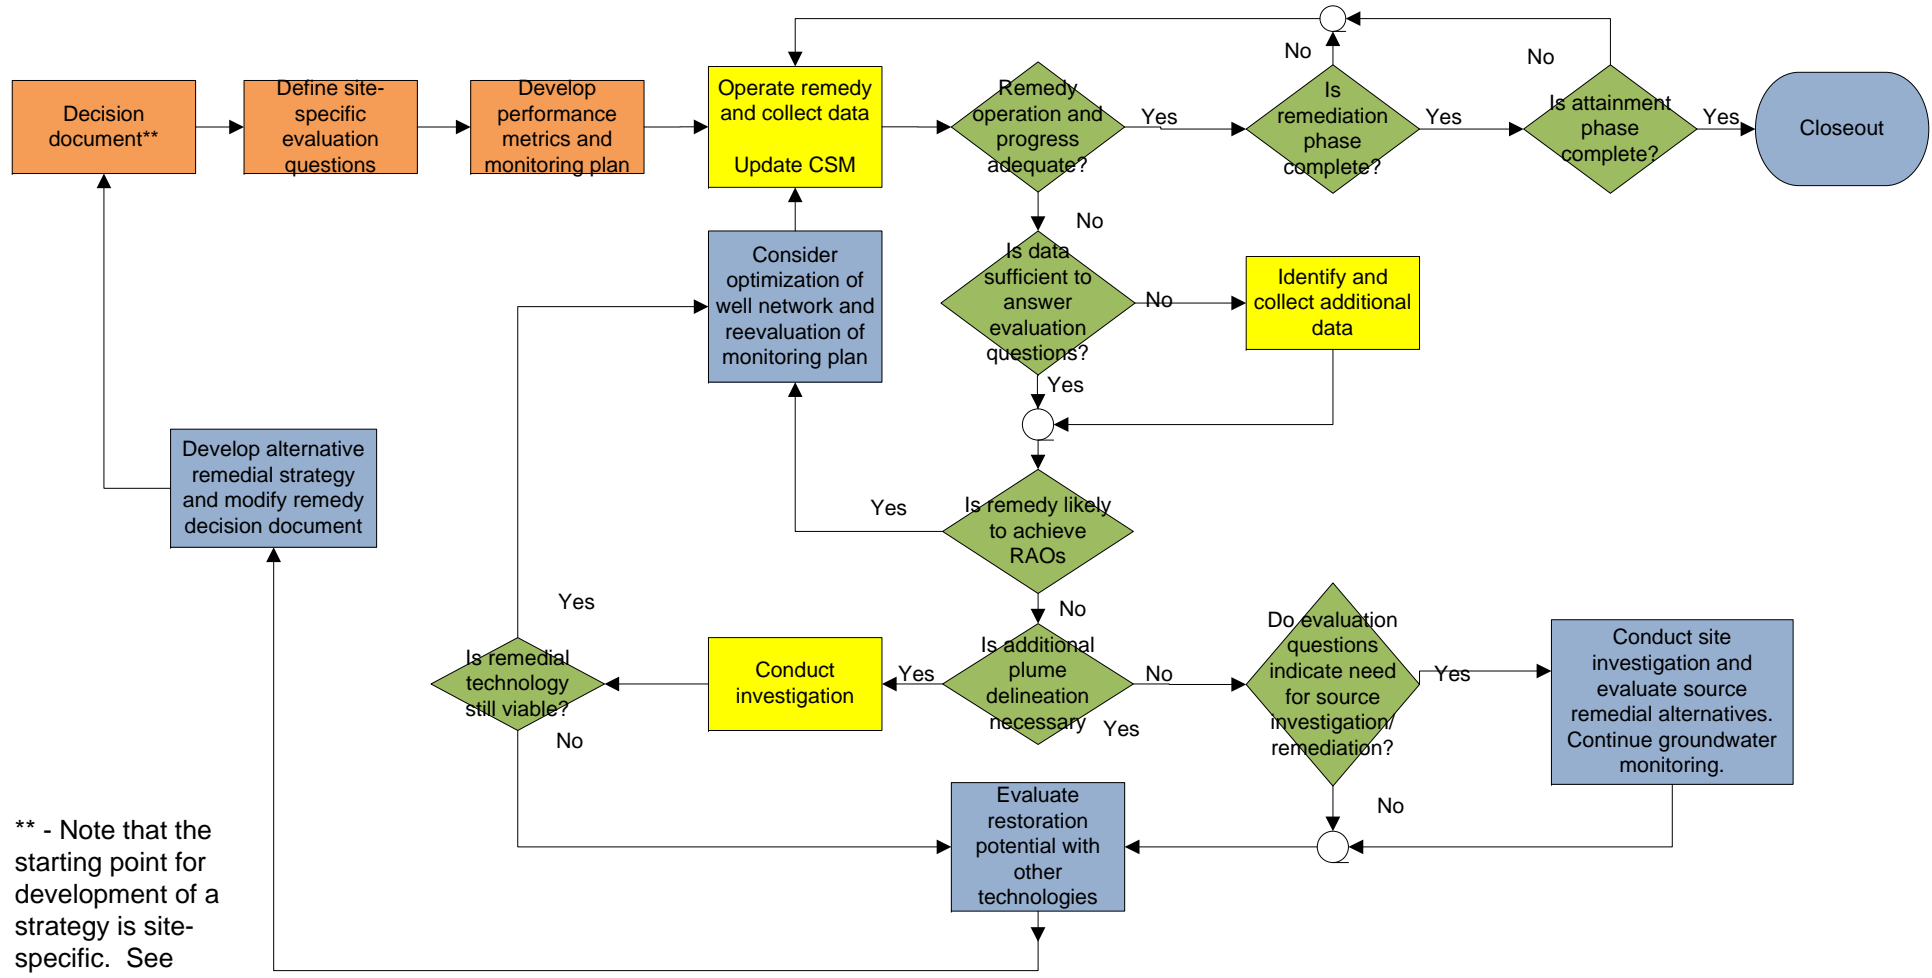 No
No
Decision
document**
Define site-
specific
evaluation
questions
Develop
performance
metrics and
monitoring plan
Operate remedy
and collect data
Update CSM
Remedy
operation and
progress
adequate?
Yes
Is
remediation
phase
complete?
Yes
Is attainment
phase
complete?
Yes
Closeout
No
Consider
optimization of
well network and
reevaluation of
monitoring plan
Is data
sufficient to
answer
evaluation
questions?
No
Identify and
collect additional
data
Yes
Develop alternative
remedial strategy
and modify remedy
decision document
Yes
Is remedy likely
to achieve
RAOs
No
Yes
Is remedial
technology
still viable?
No
Conduct
investigation
Yes
Is additional
plume
delineation
necessary
No
Yes
Do evaluation
questions
indicate need
for source
investigation/
remediation?
Yes
No
Conduct site
investigation and
evaluate source
remedial alternatives.
Continue groundwater
monitoring.
Evaluate
restoration
potential with
other
technologies
** - Note that the
starting point for
development of a
strategy is site-
specific. See